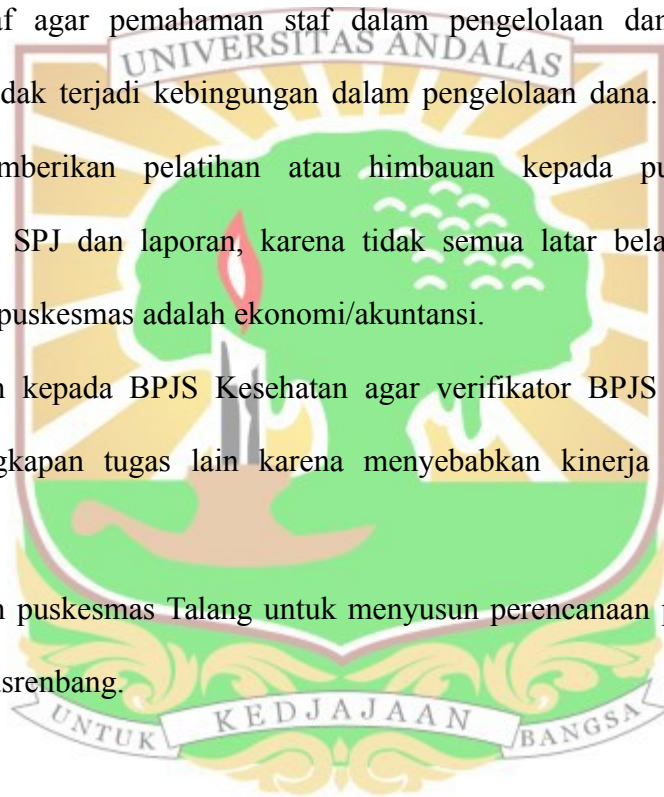 af agar pemahaman staf dalam pengelolaan dan
UNIVERSITAS ANDALAS
dak terjadi kebingungan dalam pengelolaan dana.
mberikan pelatihan atau himbauan kepada pu
SPJ dan laporan, karena tidak semua latar bela
puskesmas adalah ekonomi/akuntansi.
n kepada BPJS Kesehatan agar verifikator BPJS
gkapan tugas lain karena menyebabkan kinerja
n puskesmas Talang untuk menyusun perencanaan p
usrenbang.
UNTUK KEDJAJAAN BANGSA